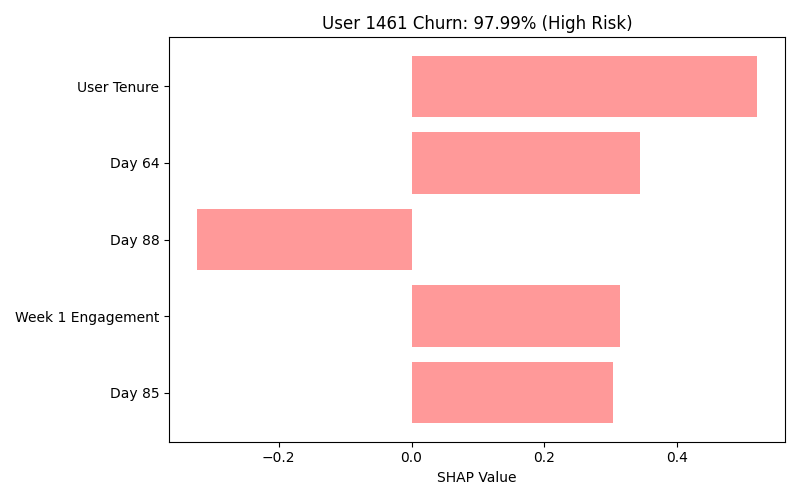 User 1461 Churn: 97.99% (High Risk)
User Tenure
Day 64
Day 88
Week 1 Engagement
Day 85
−0.2 0.0 0.2 0.4
SHAP Value